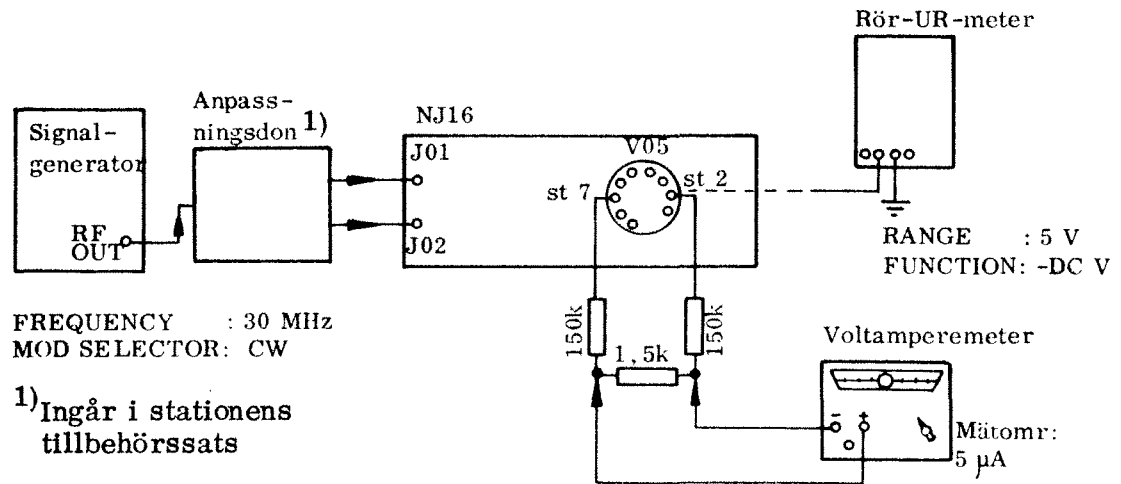 Rör-UR-meter
Anpass-
ningsdon 1)
NJ16
Signal-
generator
J01
V05
st 7
st 2
RF
OUT
J02
RANGE : 5 V
FUNCTION: -DC V
FREQUENCY : 30 MHz
MOD SELECTOR: CW
150k
150k
1,5k
Voltamperemeter
- +
1) Ingår i stationens
tillbehörssats
Mätomr:
5 µA